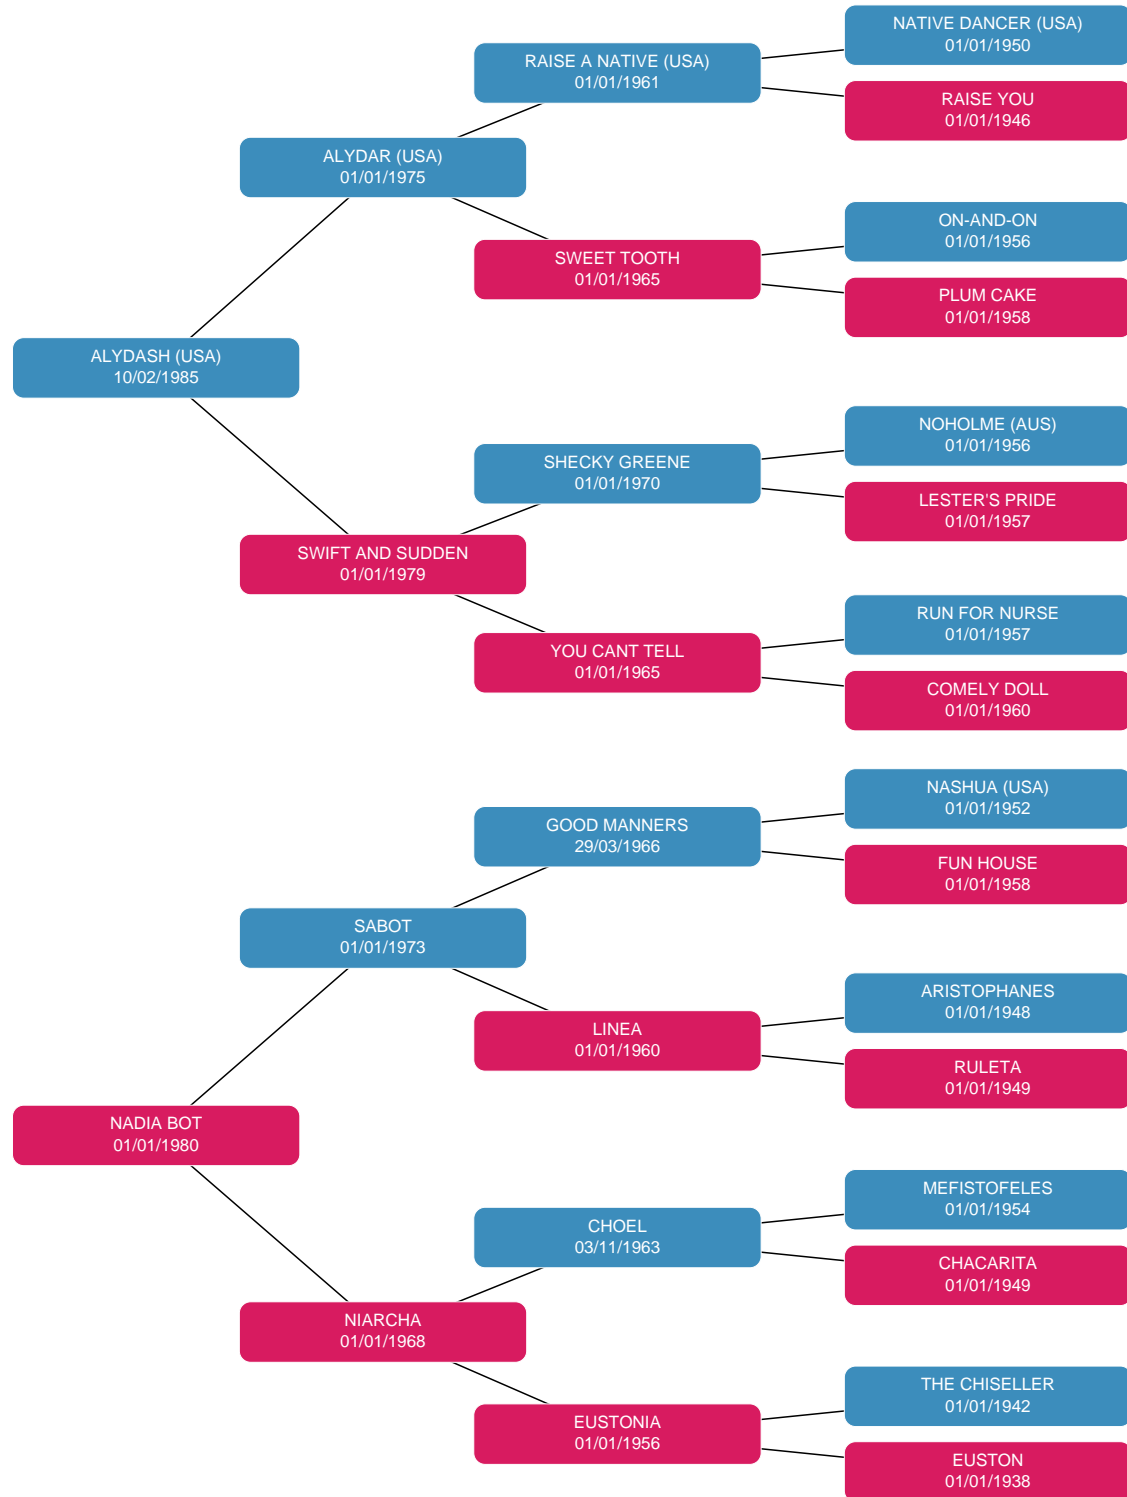 NATIVE DANCER (USA)
01/01/1950
RAISE A NATIVE (USA)
01/01/1961
RAISE YOU
01/01/1946
ALYDAR (USA)
01/01/1975
ON-AND-ON
01/01/1956
SWEET TOOTH
01/01/1965
PLUM CAKE
01/01/1958
ALYDASH (USA)
10/02/1985
NOHOLME (AUS)
01/01/1956
SHECKY GREENE
01/01/1970
LESTER'S PRIDE
01/01/1957
SWIFT AND SUDDEN
01/01/1979
RUN FOR NURSE
01/01/1957
YOU CANT TELL
01/01/1965
COMELY DOLL
01/01/1960
NASHUA (USA)
01/01/1952
GOOD MANNERS
29/03/1966
FUN HOUSE
01/01/1958
SABOT
01/01/1973
ARISTOPHANES
01/01/1948
LINEA
01/01/1960
RULETA
01/01/1949
NADIA BOT
01/01/1980
MEFISTOFELES
01/01/1954
CHOEL
03/11/1963
CHACARITA
01/01/1949
NIARCHA
01/01/1968
THE CHISELLER
01/01/1942
EUSTONIA
01/01/1956
EUSTON
01/01/1938